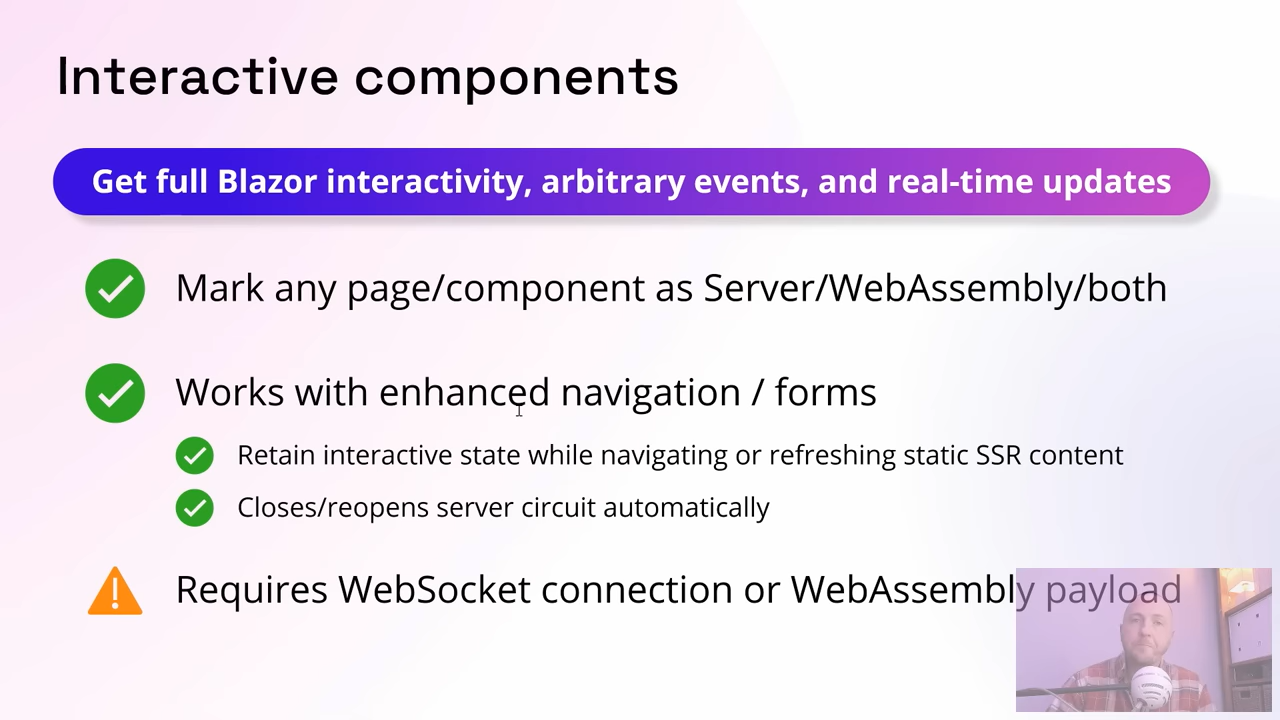 Interactive components
Get full Blazor interactivity, arbitrary events, and real-time updates
Mark any page/component as Server/WebAssembly/both
Works with enhanced navigation / forms
Retain interactive state while navigating or refreshing static SSR content
Closes/reopens server circuit automatically
Requires WebSocket connection or WebAssembly payload